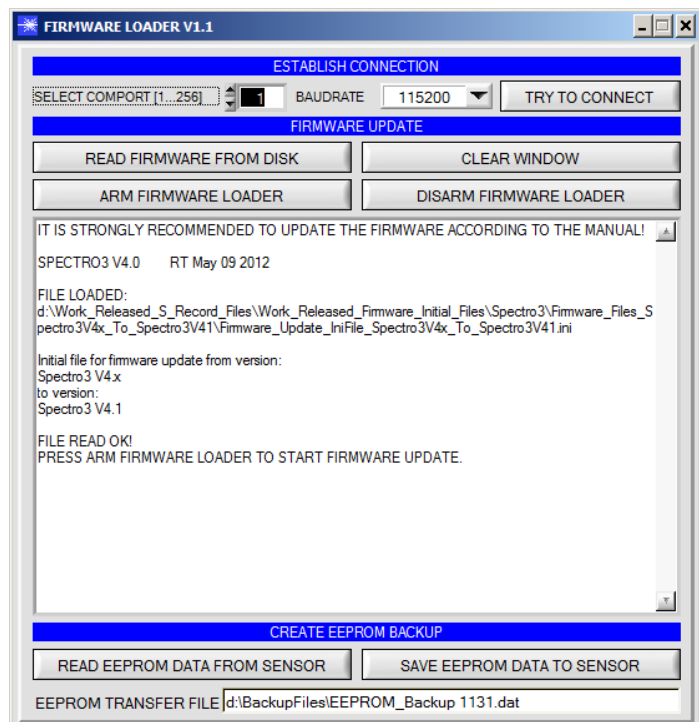 FIRMWARE LOADER V1.1
ESTABLISH CONNECTION
SELECT COMPORT [1...256] 1 BAUDRATE 115200 TRY TO CONNECT
FIRMWARE UPDATE
READ FIRMWARE FROM DISK CLEAR WINDOW
ARM FIRMWARE LOADER DISARM FIRMWARE LOADER
IT IS STRONGLY RECOMMENDED TO UPDATE THE FIRMWARE ACCORDING TO THE MANUAL!
SPECTRO3 V4.0 RT May 09 2012
FILE LOADED:
d:\Work_Released_S_Record_Files\Work_Released_Firmware_Initial_Files\Spectro3\Firmware_Files_S
pectro3V4x_To_Spectro3V41\Firmware_Update_IniFile_Spectro3V4x_To_Spectro3V41.ini
Initial file for firmware update from version:
Spectro3 V4.x
to version:
Spectro3 V4.1
FILE READ OK!
PRESS ARM FIRMWARE LOADER TO START FIRMWARE UPDATE.
CREATE EEPROM BACKUP
READ EEPROM DATA FROM SENSOR SAVE EEPROM DATA TO SENSOR
EEPROM TRANSFER FILE d:\BackupFiles\EEPROM_Backup 1131.dat